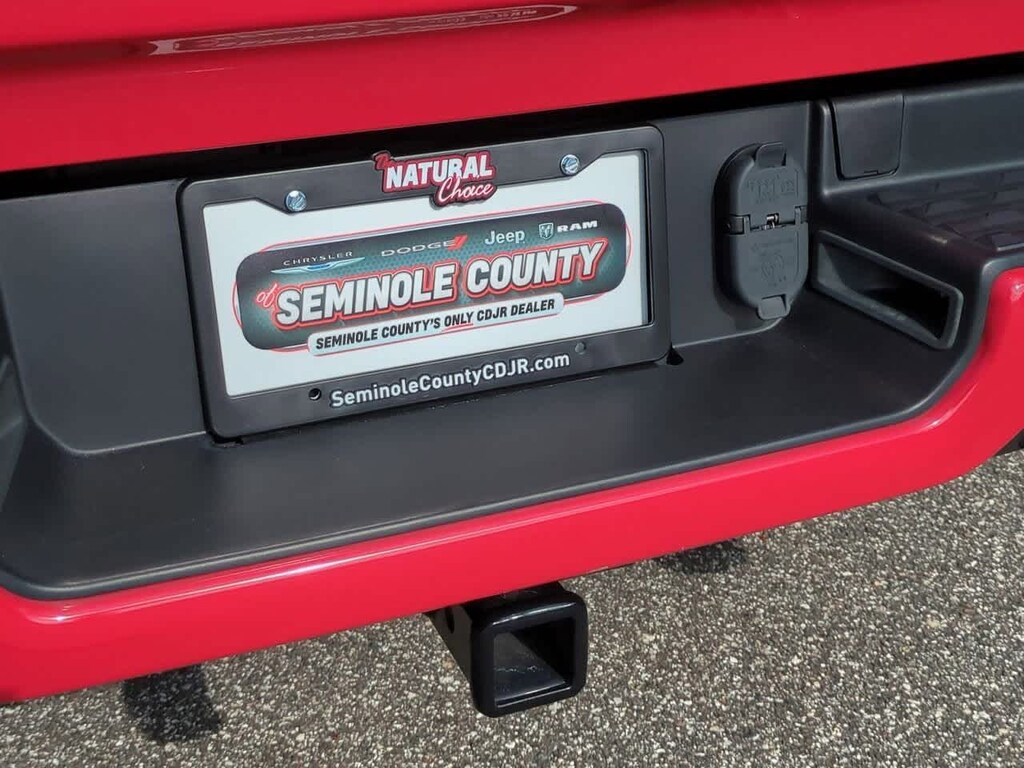 The
NATURAL
Choice
CHRYSLER DODGE Jeep RAM
of SEMINOLE COUNTY
SEMINOLE COUNTY'S ONLY CDJR DEALER
SeminoleCountyCDJR.com